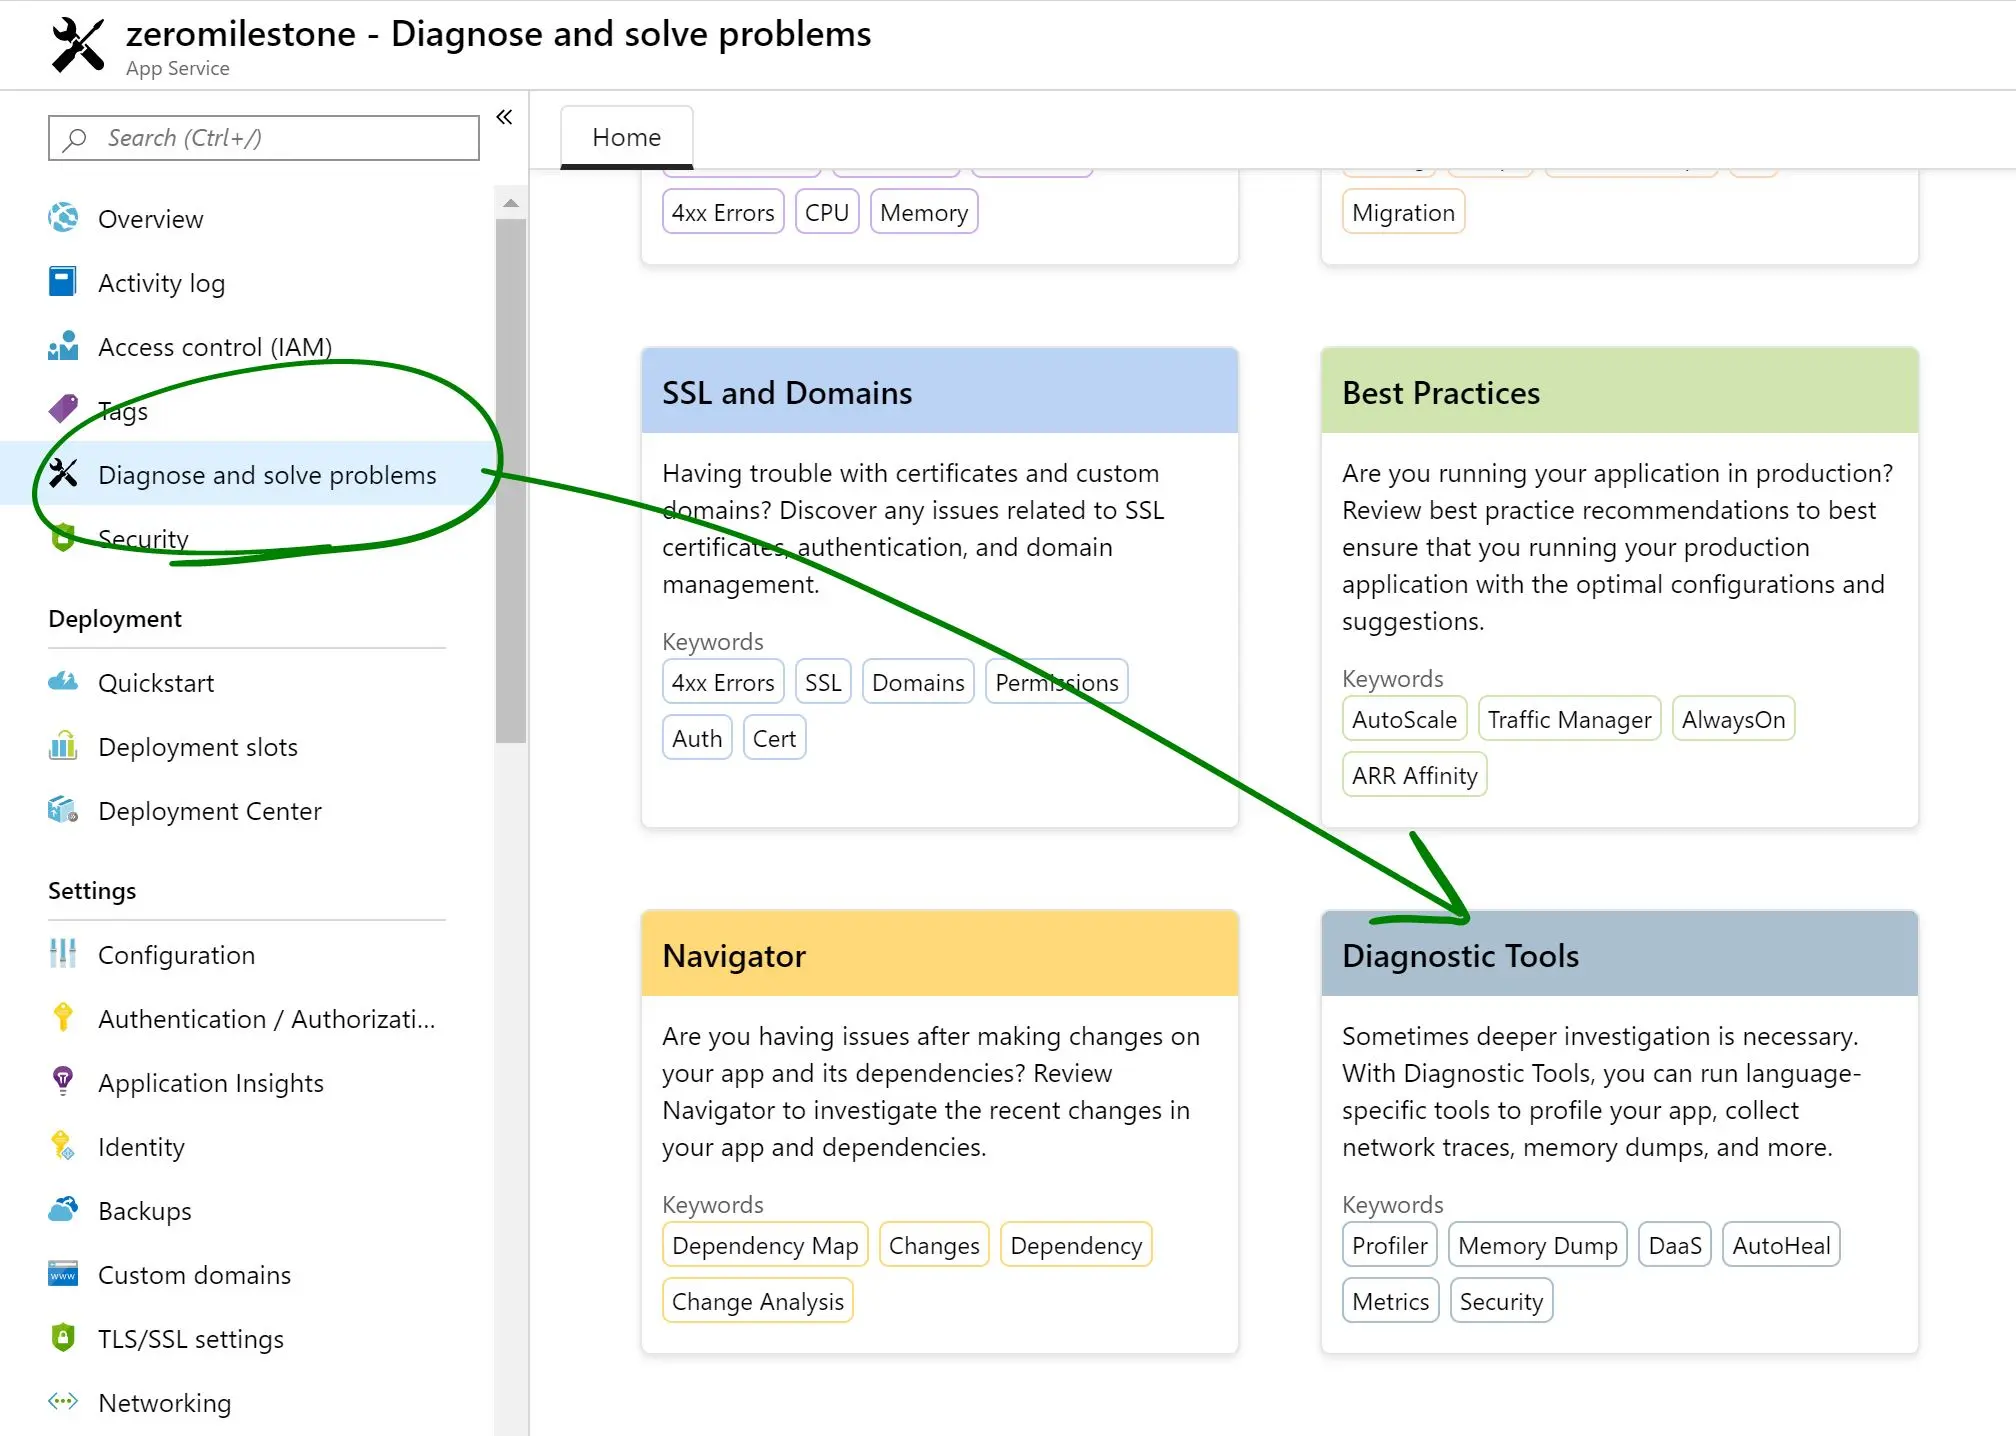 zeromilestone - Diagnose and solve problems
App Service
Search (Ctrl+/)
«
Overview
Activity log
Access control (IAM)
Tags
Diagnose and solve problems
Security
Deployment
Quickstart
Deployment slots
Deployment Center
Settings
Configuration
Authentication / Authorizati...
Application Insights
Identity
Backups
Custom domains
TLS/SSL settings
Networking
Home
4xx Errors
CPU
Memory
Migration
SSL and Domains
Having trouble with certificates and custom
domains? Discover any issues related to SSL
certificates, authentication, and domain
management.
Keywords
4xx Errors
SSL
Domains
Permissions
Auth
Cert
Best Practices
Are you running your application in production?
Review best practice recommendations to best
ensure that you running your production
application with the optimal configurations and
suggestions.
Keywords
AutoScale
Traffic Manager
AlwaysOn
ARR Affinity
Navigator
Are you having issues after making changes on
your app and its dependencies? Review
Navigator to investigate the recent changes in
your app and dependencies.
Keywords
Dependency Map
Changes
Dependency
Change Analysis
Diagnostic Tools
Sometimes deeper investigation is necessary.
With Diagnostic Tools, you can run language-
specific tools to profile your app, collect
network traces, memory dumps, and more.
Keywords
Profiler
Memory Dump
DaaS
AutoHeal
Metrics
Security